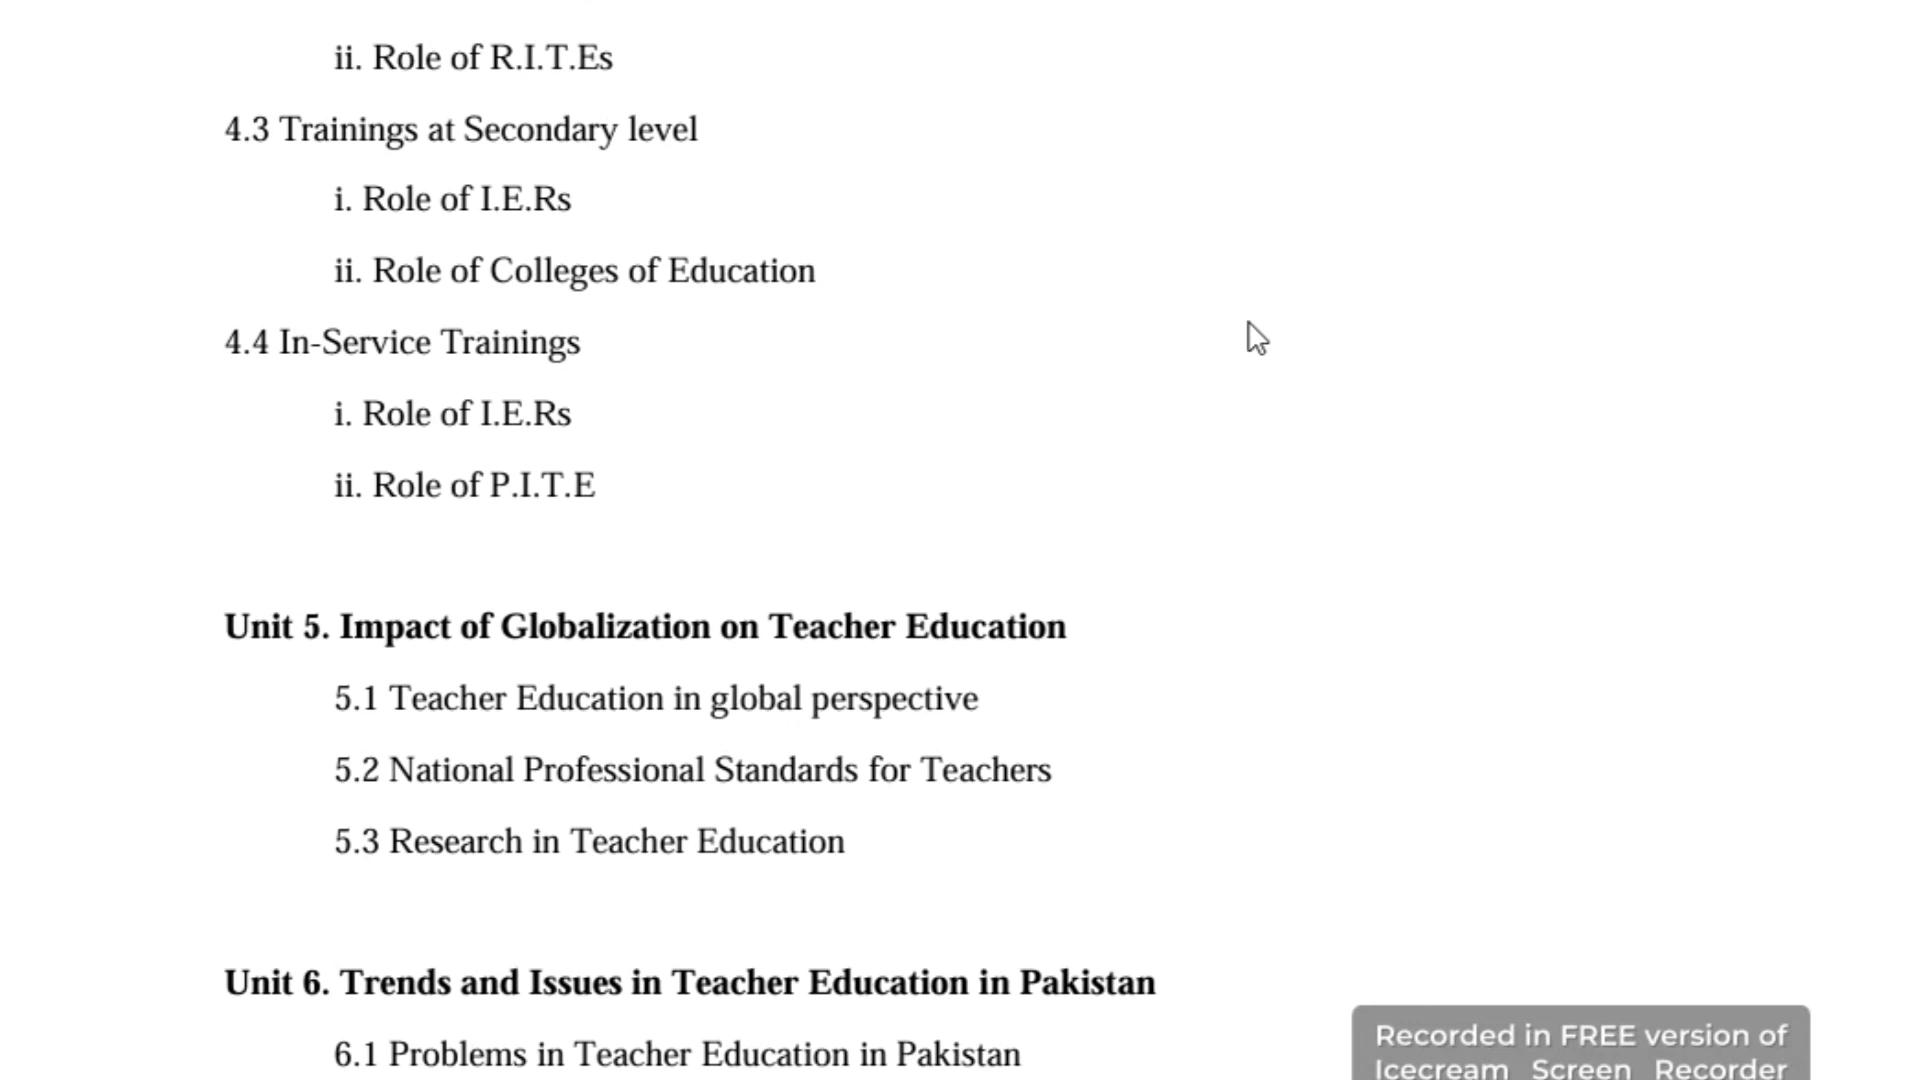 ii. Role of R.I.T.Es
4.3 Trainings at Secondary level
i. Role of I.E.Rs
ii. Role of Colleges of Education
4.4 In-Service Trainings
i. Role of I.E.Rs
ii. Role of P.I.T.E
Unit 5. Impact of Globalization on Teacher Education
5.1 Teacher Education in global perspective
5.2 National Professional Standards for Teachers
5.3 Research in Teacher Education
Unit 6. Trends and Issues in Teacher Education in Pakistan
6.1 Problems in Teacher Education in Pakistan
Recorded in FREE version of
Icecream Screen Recorder